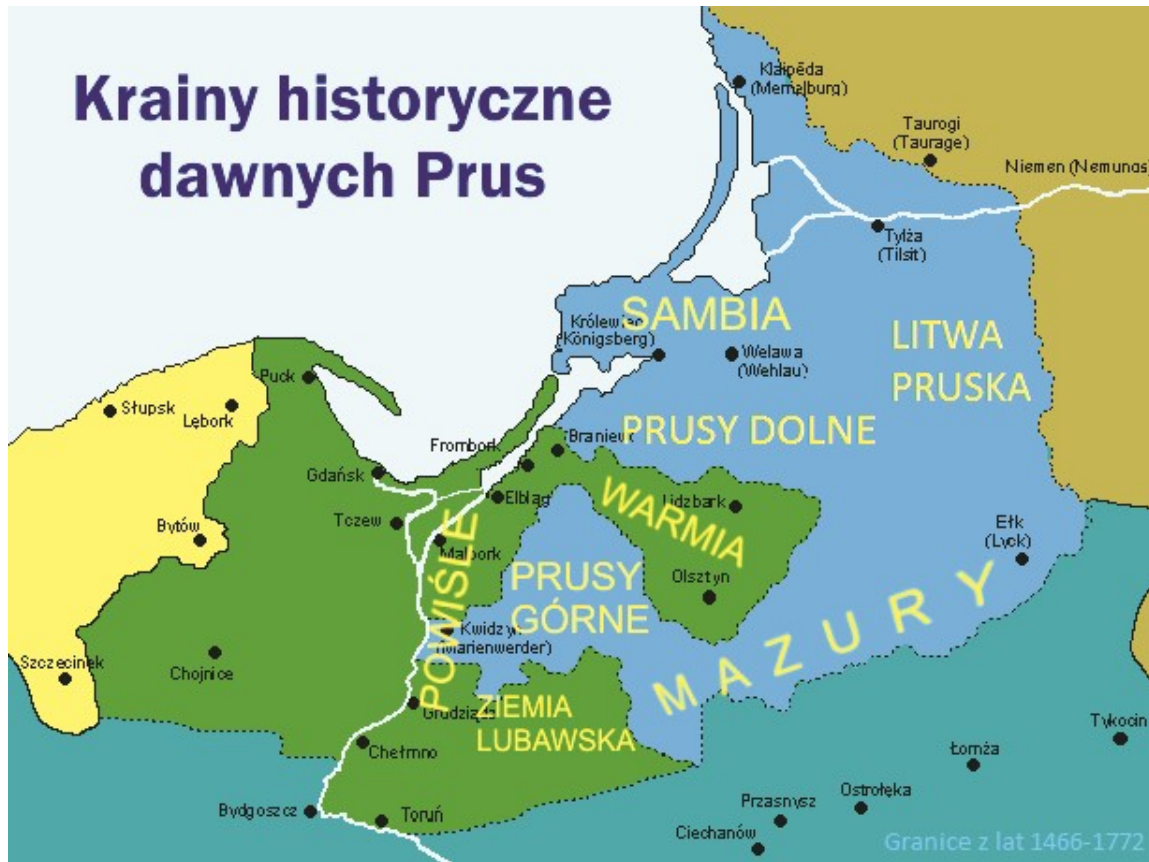 Krainy historyczne
dawnych Prus
Klaipėda
(Memelburg)
Taurogi
(Taurage)
Niemen (Nemunas)
Tylża
(Tilsit)
SAMBIA
Królewiec
(Königsberg)
Welawa
(Wehlau)
LITWA
PRUSKA
Puck
Słupsk
Lębork
PRUSY DOLNE
Frombork
Braniewo
Gdańsk
Elbląg
WARMIA
Lidzbark
Tczew
Bytów
Malbork
Ełk
(Lyck)
POWIŚLE
PRUSY
GÓRNE
Olsztyn
MAZURY
Kwidzyn
(Marienwerder)
Szczecinek
Chojnice
Grudziądz
ZIEMIA
LUBAWSKA
Tykocin
Chełmno
Łomża
Bydgoszcz
Toruń
Przasnysz
Ostrołęka
Ciechanów
Granice z lat 1466-1772